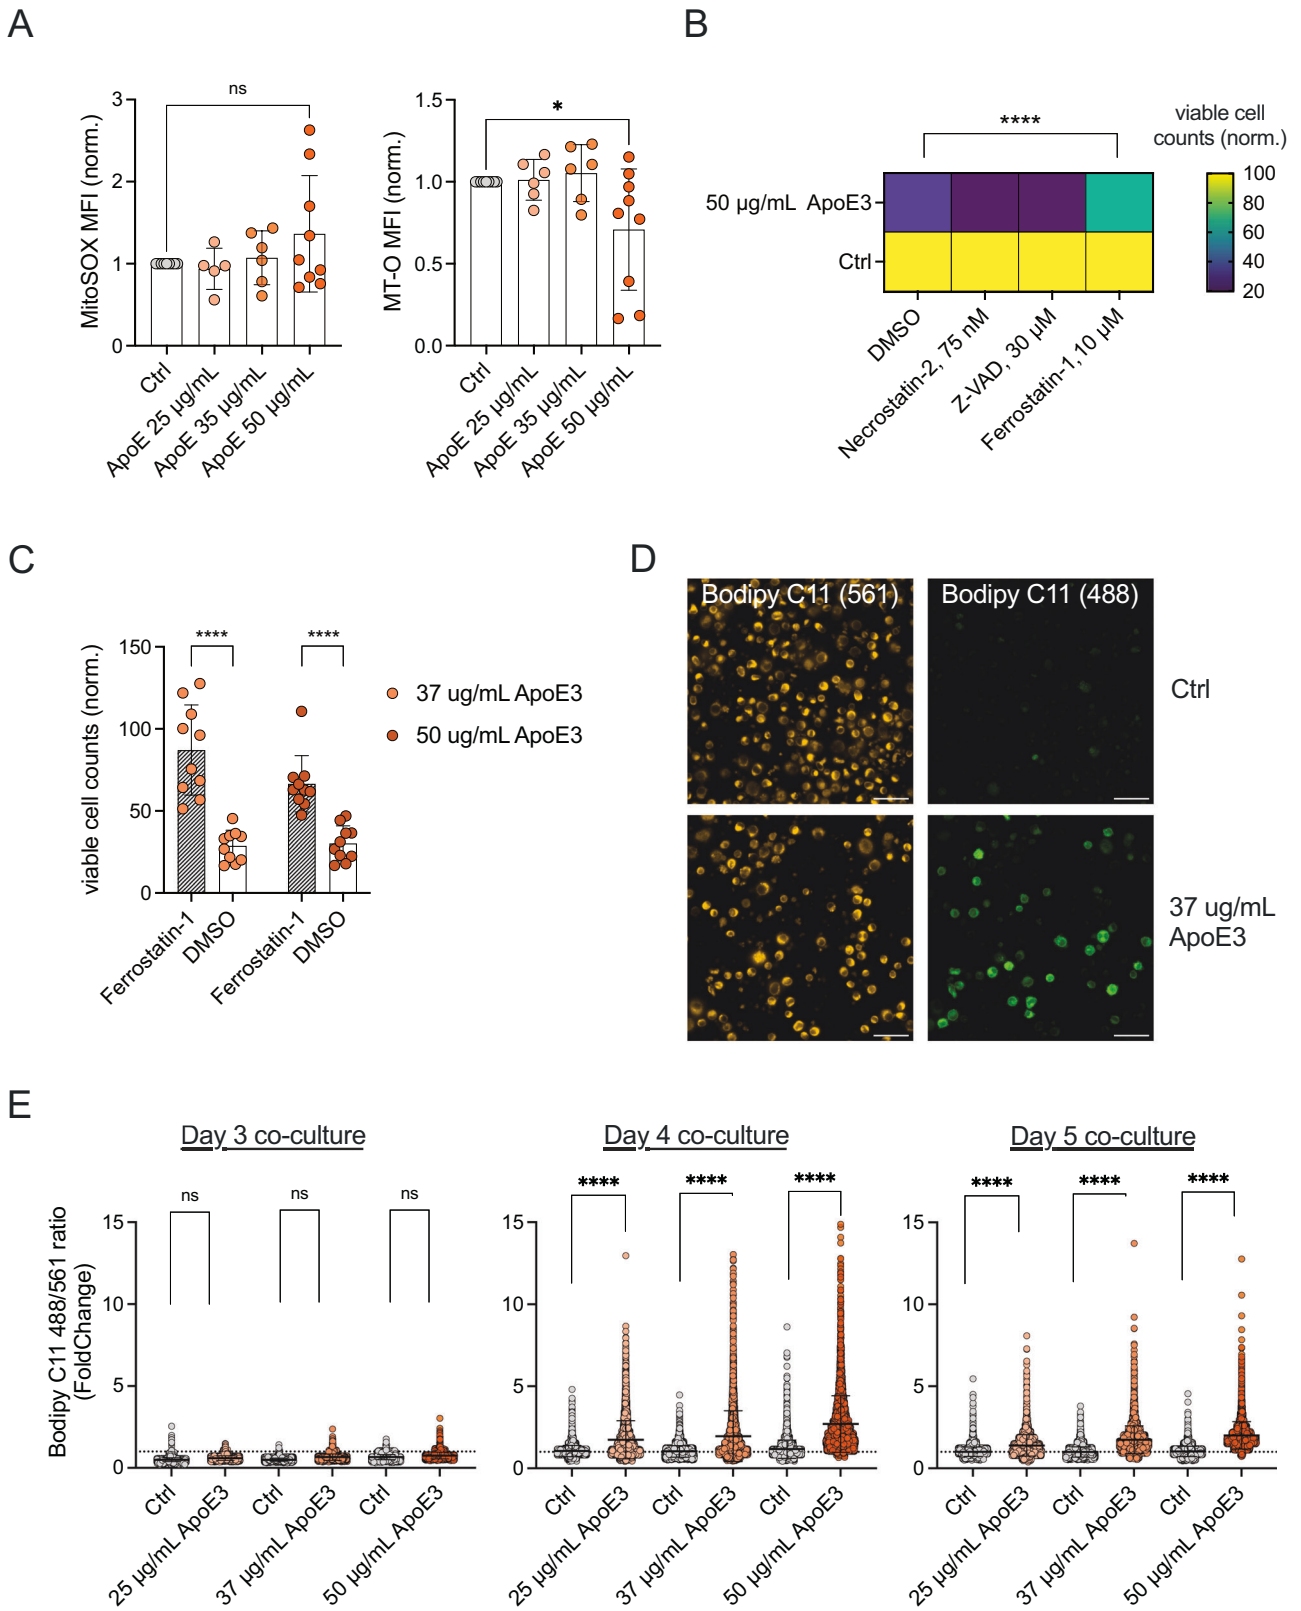 A
B
ns
3
2
1
0
MitoSOX MFI (norm.)
Ctrl
ApoE 25 µg/mL
ApoE 35 µg/mL
ApoE 50 µg/mL
*
1.5
1.0
0.5
0.0
MT-O MFI (norm.)
Ctrl
ApoE 25 µg/mL
ApoE 35 µg/mL
ApoE 50 µg/mL
****
viable cell
counts (norm.)
50 µg/mL ApoE3
Ctrl
100
80
60
40
20
DMSO
Necrostatin-2, 75 nM
Z-VAD, 30 µM
Ferrostatin-1, 10 µM
C
D
**** ****
150
100
50
0
viable cell counts (norm.)
Ferrostatin-1
DMSO
Ferrostatin-1
DMSO
37 ug/mL ApoE3
50 ug/mL ApoE3
Bodipy C11 (561)
Bodipy C11 (488)
Ctrl
37 ug/mL
ApoE3
E
Day 3 co-culture
Day 4 co-culture
Day 5 co-culture
ns ns ns
**** **** ****
**** **** ****
Bodipy C11 488/561 ratio
(FoldChange)
15
10
5
0
Ctrl
25 µg/mL ApoE3
Ctrl
37 µg/mL ApoE3
Ctrl
50 µg/mL ApoE3
15
10
5
0
Ctrl
25 µg/mL ApoE3
Ctrl
37 µg/mL ApoE3
Ctrl
50 µg/mL ApoE3
15
10
5
0
Ctrl
25 µg/mL ApoE3
Ctrl
37 µg/mL ApoE3
Ctrl
50 µg/mL ApoE3